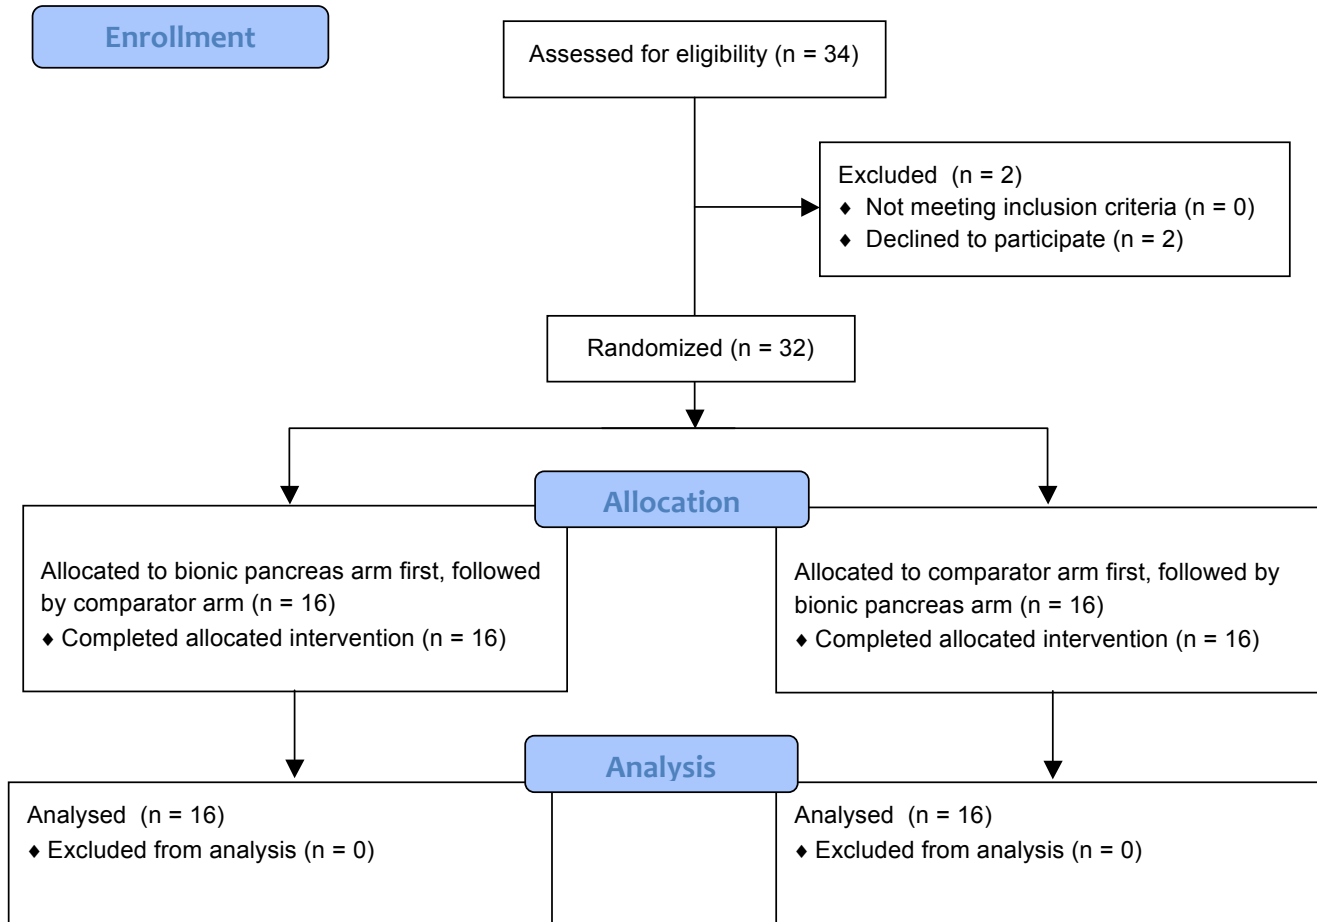 Enrollment
Assessed for eligibility (n = 34)
Excluded (n = 2)
♦ Not meeting inclusion criteria (n = 0)
♦ Declined to participate (n = 2)
Randomized (n = 32)
Allocation
Allocated to bionic pancreas arm first, followed
by comparator arm (n = 16)
♦ Completed allocated intervention (n = 16)
Allocated to comparator arm first, followed by
bionic pancreas arm (n = 16)
♦ Completed allocated intervention (n = 16)
Analysis
Analysed (n = 16)
♦ Excluded from analysis (n = 0)
Analysed (n = 16)
♦ Excluded from analysis (n = 0)